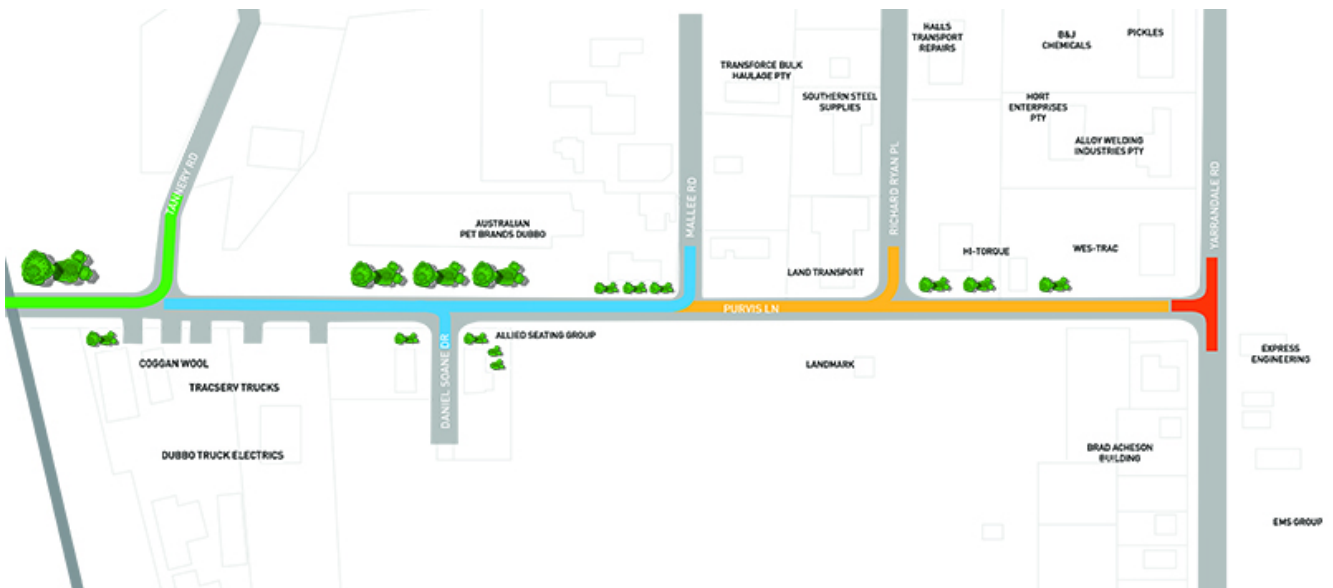 HALLS
TRANSPORT
REPAIRS
B&J
CHEMICALS
PICKLES
TRANSFORCE BULK
HAULAGE PTY
SOUTHERN STEEL
SUPPLIES
HORT
ENTERPRISES
PTY
ALLOY WELDING
INDUSTRIES PTY
TANNERY RD
MALLEE RD
RICHARD RYAN PL
YARRANDALE RD
AUSTRALIAN
PET BRANDS DUBBO
HI-TORQUE
WES-TRAC
LAND TRANSPORT
PURVIS LN
ALLIED SEATING GROUP
DANIEL SOANE DR
COGGAN WOOL
TRACSERV TRUCKS
DUBBO TRUCK ELECTRICS
LANDMARK
EXPRESS
ENGINEERING
BRAD ACHESON
BUILDING
EMS GROUP